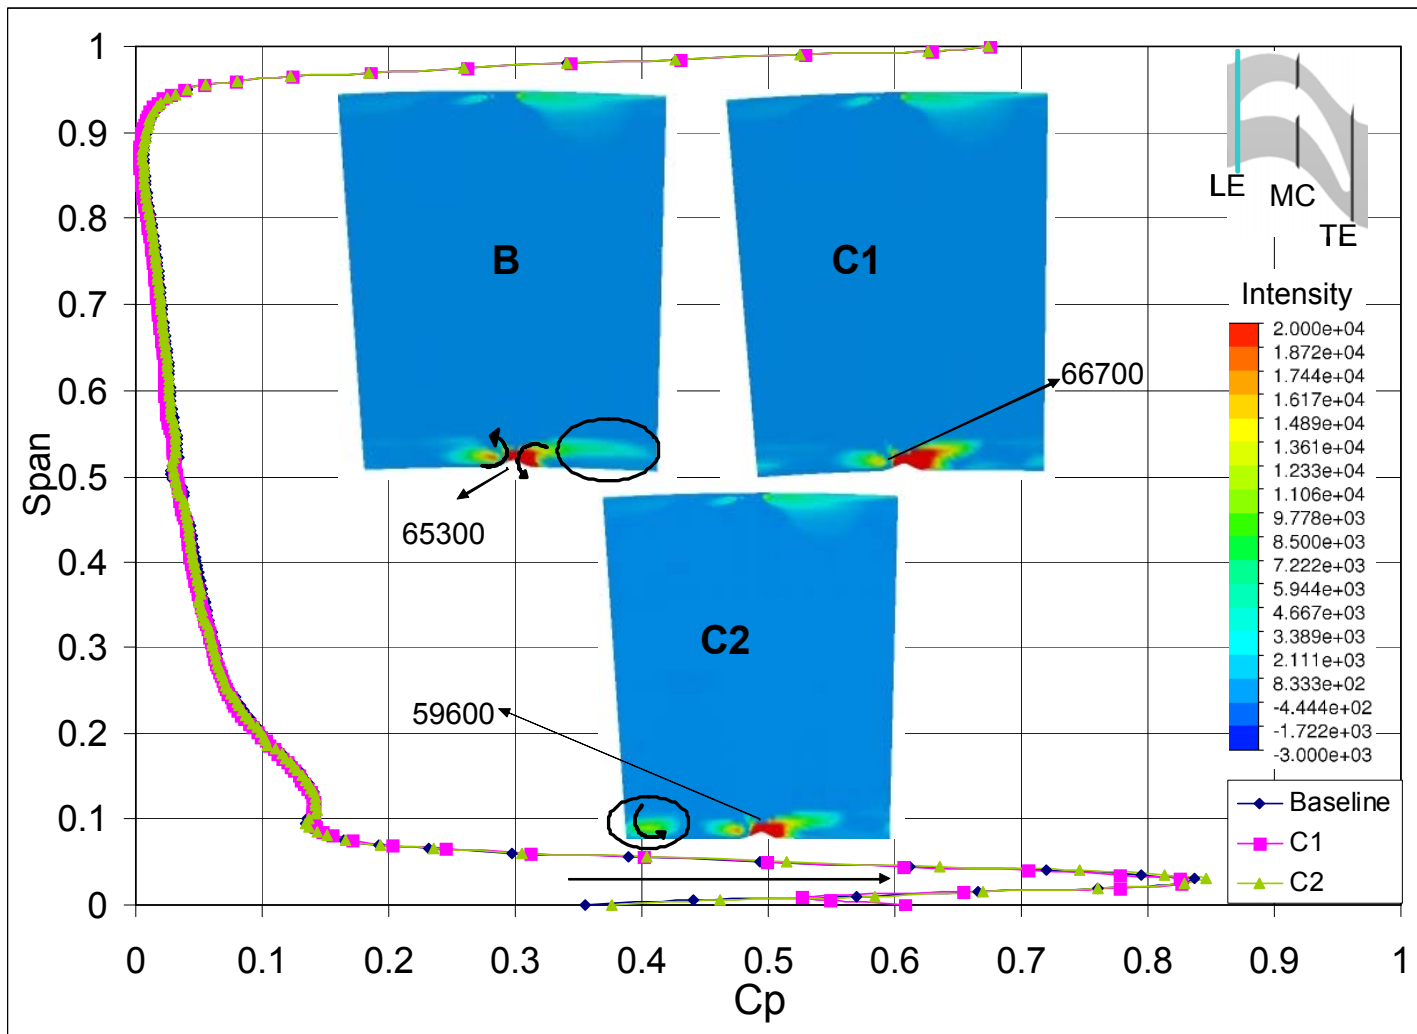 1
0.9
0.8
0.7
0.6
0.5
0.4
0.3
0.2
0.1
0
Span
0 0.1 0.2 0.3 0.4 0.5 0.6 0.7 0.8 0.9 1
Cp
B
65300
C1
66700
C2
59600
LE
MC
TE
Intensity
2.000e+04
1.872e+04
1.744e+04
1.617e+04
1.489e+04
1.361e+04
1.233e+04
1.106e+04
9.778e+03
8.500e+03
7.222e+03
5.944e+03
4.667e+03
3.389e+03
2.111e+03
8.333e+02
-4.444e+02
-1.722e+03
-3.000e+03
Baseline
C1
C2